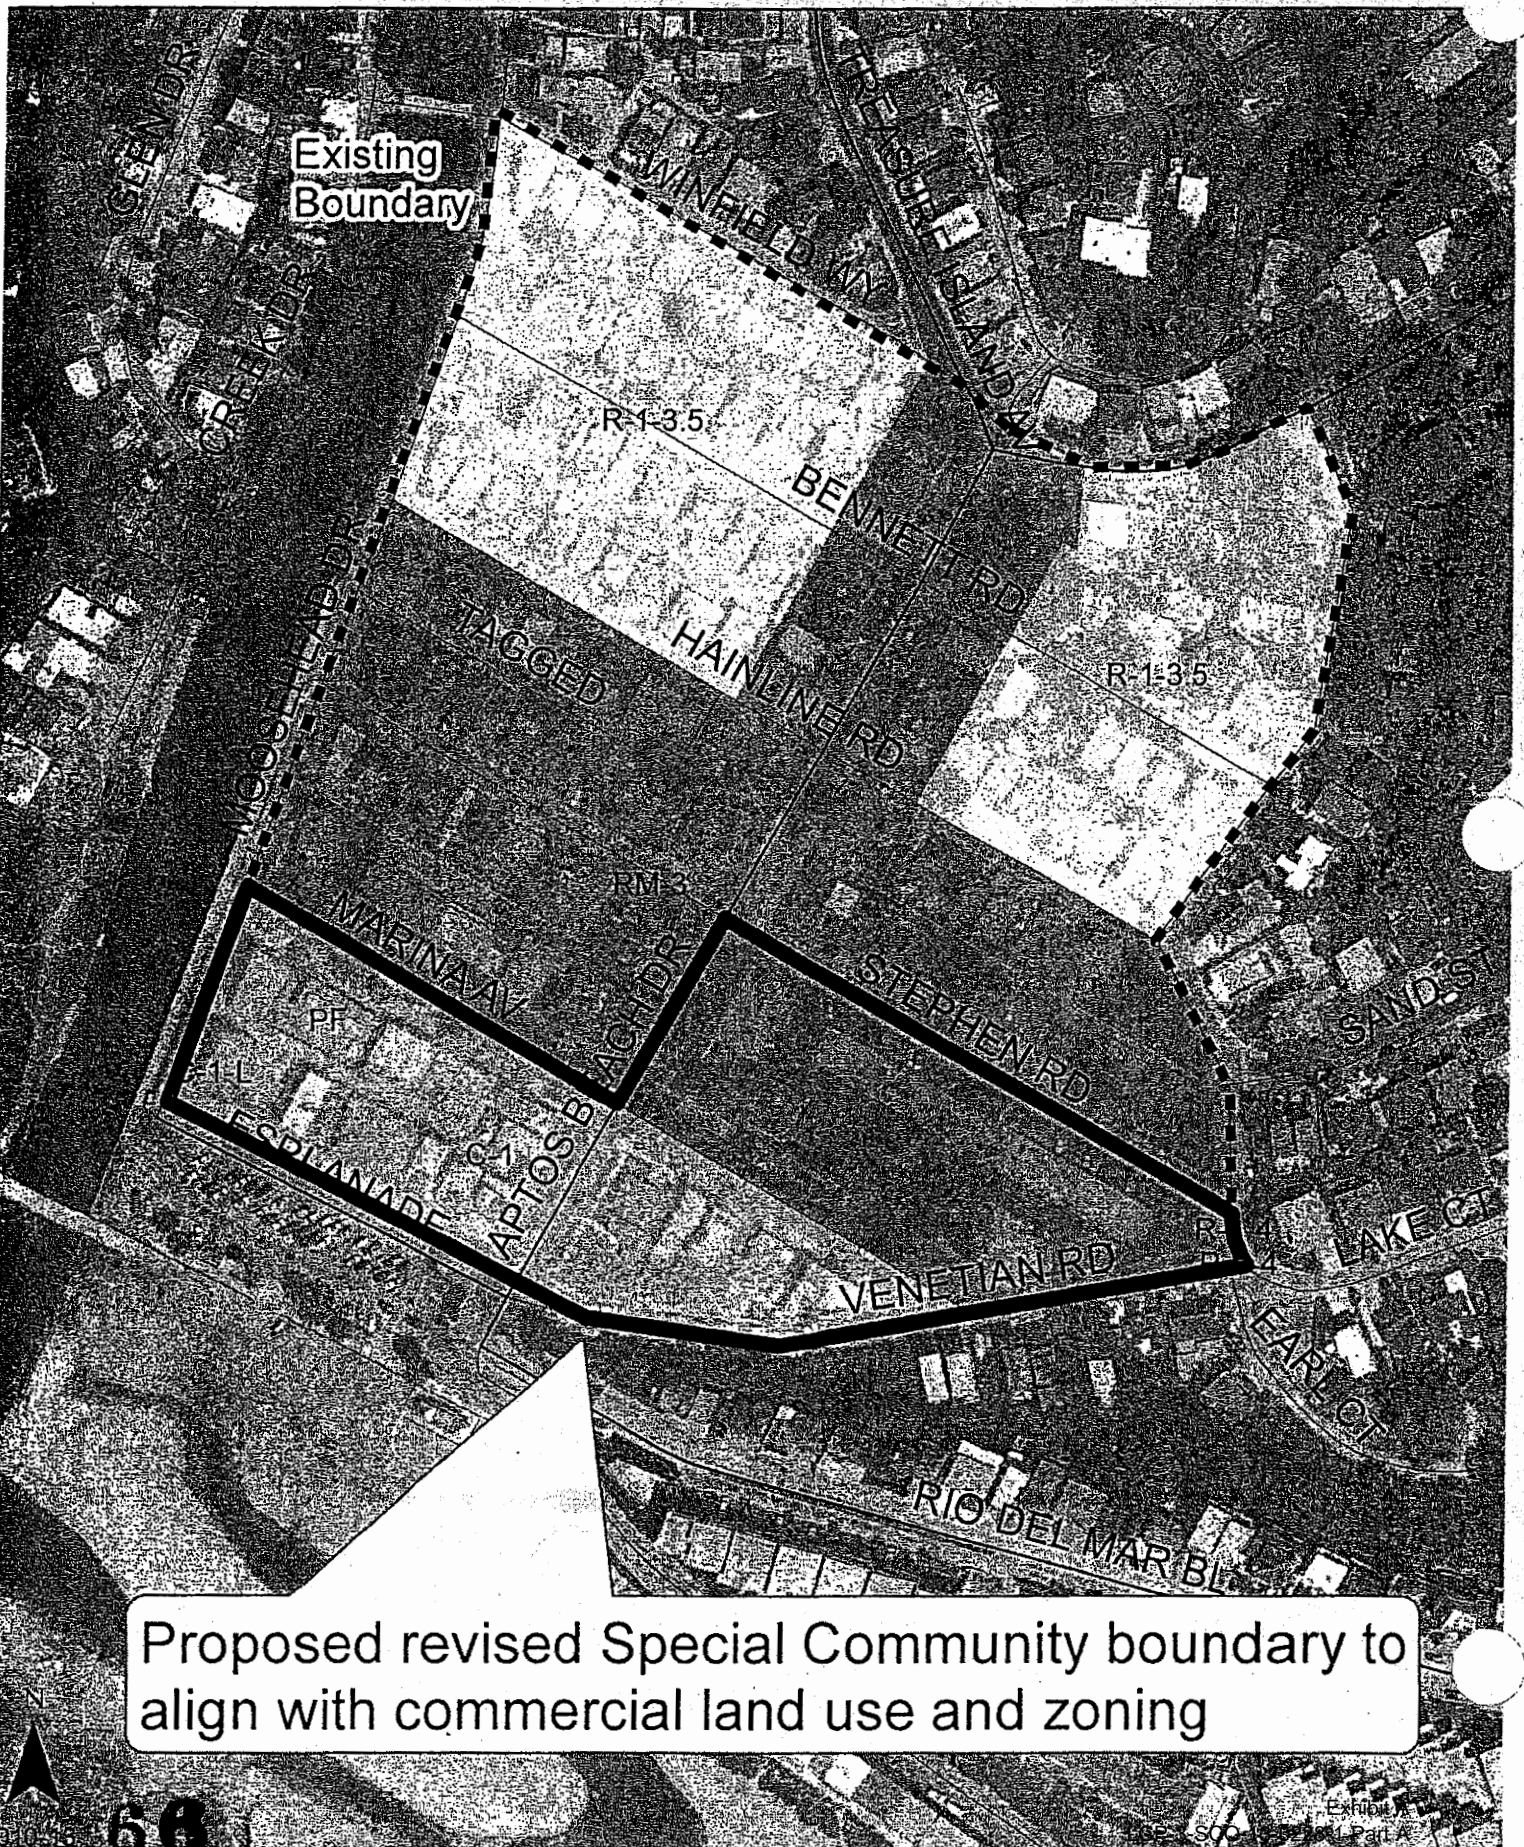 GLEN DR
TREASURE ISLAND AV
Existing
Boundary
WINFIELD WY
CREEK DR
R-1-3.5
BENNETT RD
MOOSEHEAD DR
TAGGED
HAINLINE RD
R-1-3.5
RM-3
MARINA AV
APTOS BEACH DR
STEPHEN RD
SAND ST
PF
ESPLANADE
C-1
LAKE CT
VENETIAN RD
EARL CT
RIO DEL MAR BL
Proposed revised Special Community boundary to
align with commercial land use and zoning
N
Exhibit